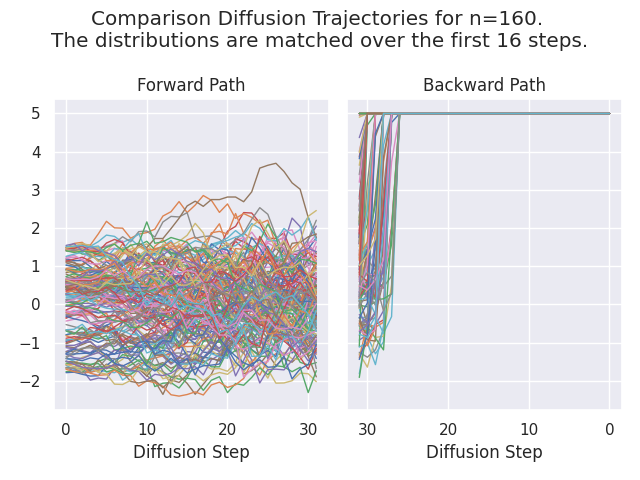 Comparison Diffusion Trajectories for n=160.
The distributions are matched over the first 16 steps.
Forward Path
Backward Path
5
4
3
2
1
0
−1
−2
0 10 20 30
30 20 10 0
Diffusion Step
Diffusion Step